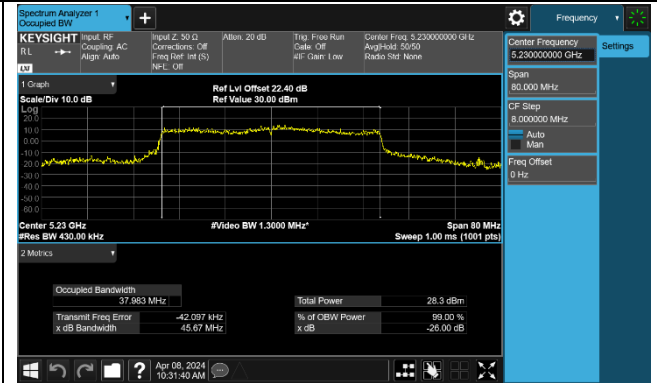 Spectrum Analyzer 1
Occupied BW
Frequency
KEYSIGHT
RL
LXI
Input: RF
Coupling: AC
Align: Auto
Input Z: 50 Ω
Corrections: Off
Freq Ref: Int (S)
NFE: Off
Atten: 20 dB
Trig: Free Run
Gate: Off
#IF Gain: Low
Center Freq: 5.230000000 GHz
Avg|Hold: 50/50
Radio Std: None
1 Graph
Scale/Div 10.0 dB
Ref Lvl Offset 22.40 dB
Ref Value 30.00 dBm
Log
20.0
10.0
0.00
-10.0
-20.0
-30.0
-40.0
-50.0
-60.0
Center 5.23 GHz
#Video BW 1.3000 MHz*
Span 80 MHz
#Res BW 430.00 kHz
Sweep 1.00 ms (1001 pts)
2 Metrics
Occupied Bandwidth
37.983 MHz
Total Power 28.3 dBm
Transmit Freq Error -42.097 kHz
% of OBW Power 99.00 %
x dB Bandwidth 45.67 MHz
x dB -26.00 dB
Center Frequency
5.230000000 GHz
Settings
Span
80.000 MHz
CF Step
8.000000 MHz
Auto
Man
Freq Offset
0 Hz
?
Apr 08, 2024
10:31:40 AM